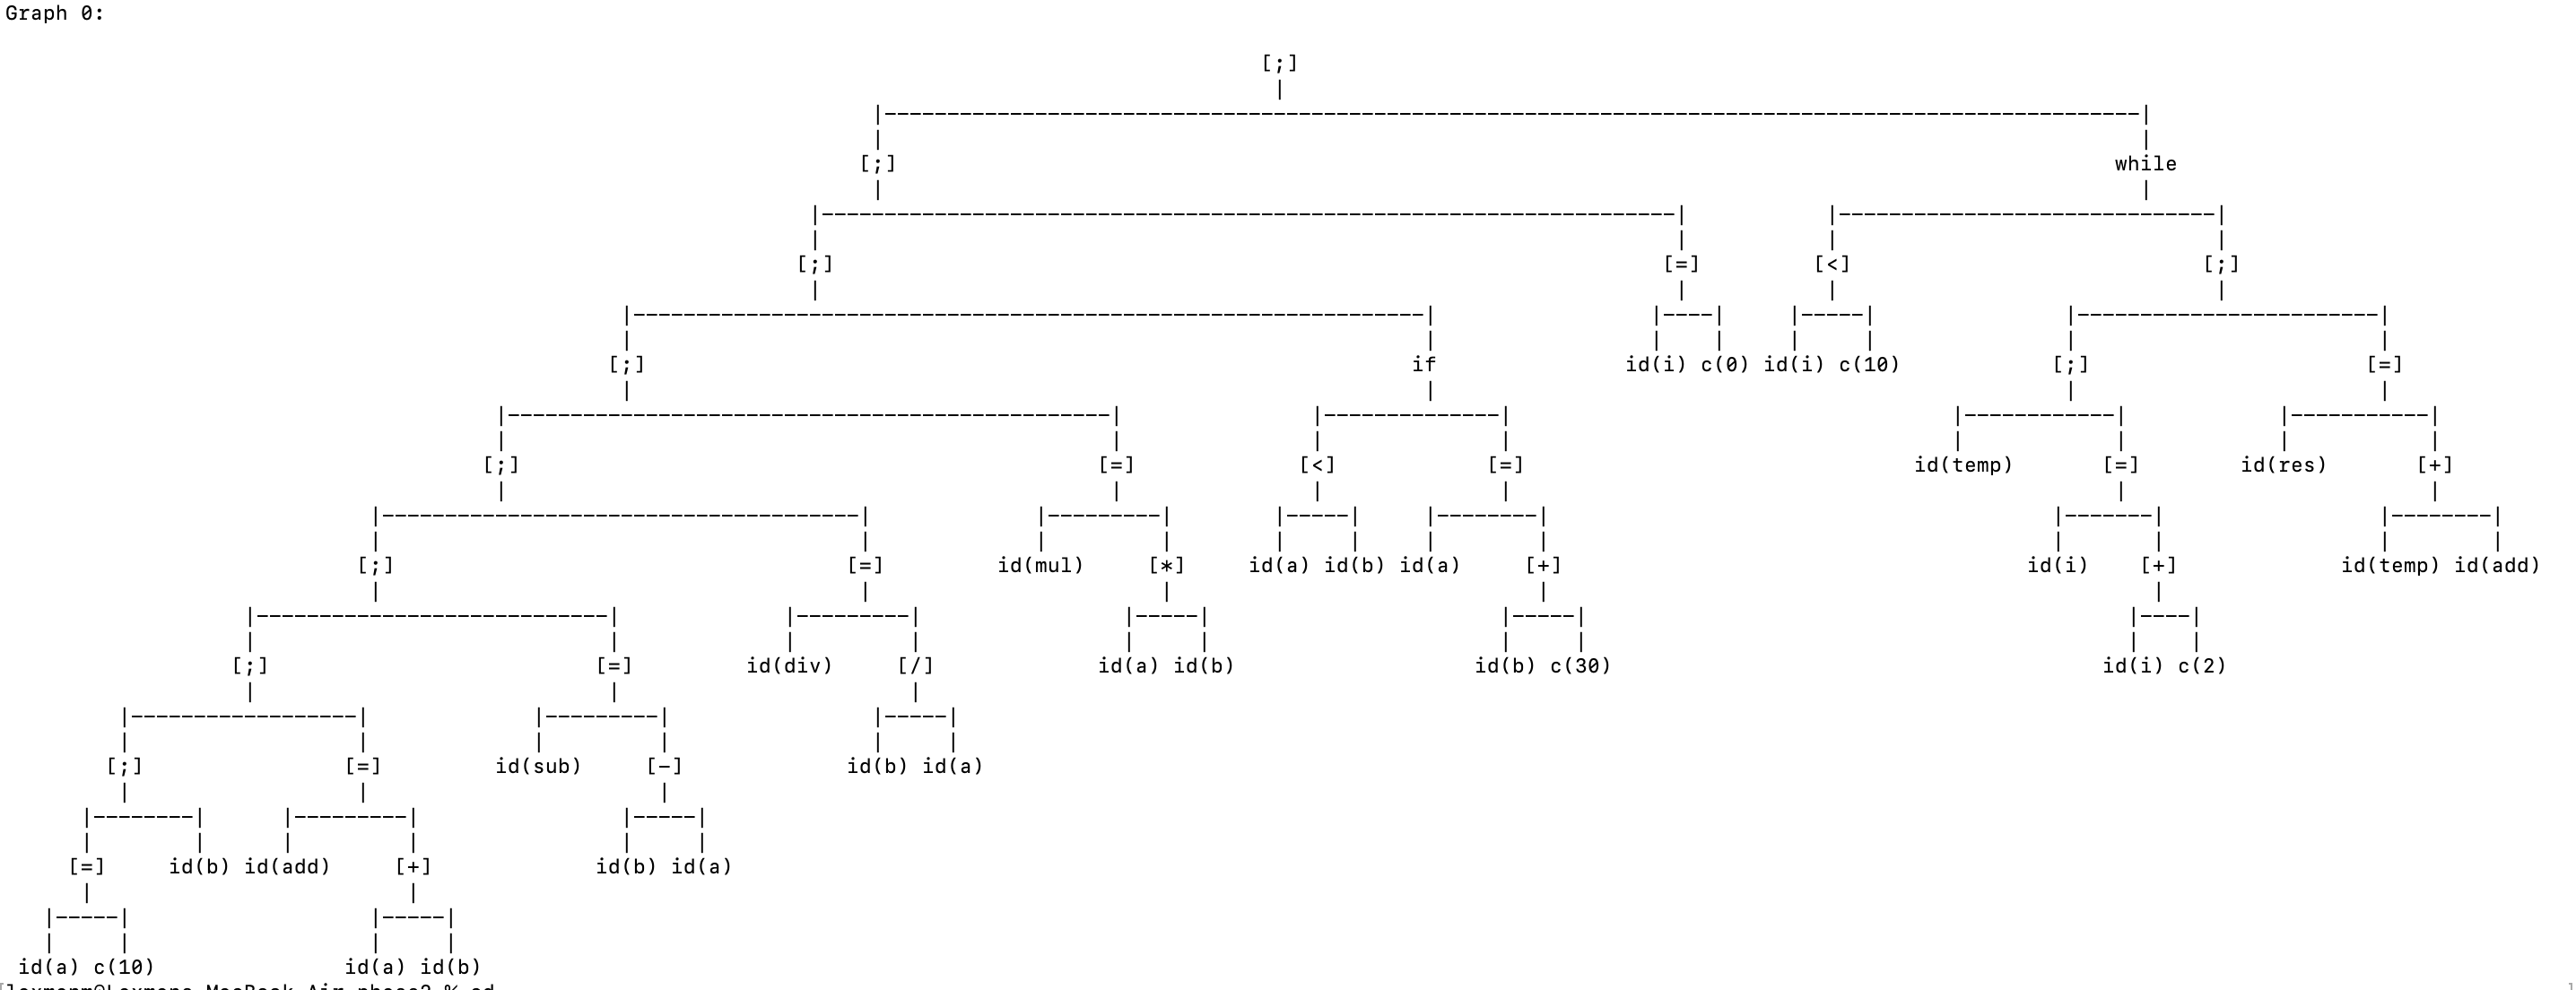 Graph 0:
[;]
[;] while
[;] [=] [<] [;]
[;] if id(i) c(0) id(i) c(10) [;] [=]
[;] [=] [<] [=] id(temp) [=] id(res) [+]
[;] [=] id(mul) [*] id(a) id(b) id(a) [+] id(i) [+] id(temp) id(add)
[;] [=] id(div) [/] id(a) id(b) id(b) c(30) id(i) c(2)
[;] [=] id(sub) [-] id(b) id(a)
[=] id(b) id(add) [+] id(b) id(a)
id(a) c(10) id(a) id(b)